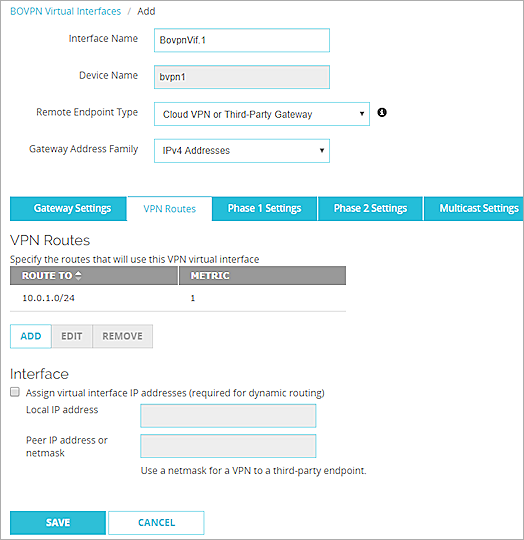 BOVPN Virtual Interfaces / Add
Interface Name BovpnVif.1
Device Name bvpn1
Remote Endpoint Type Cloud VPN or Third-Party Gateway
Gateway Address Family IPv4 Addresses
Gateway Settings VPN Routes Phase 1 Settings Phase 2 Settings Multicast Settings
VPN Routes
Specify the routes that will use this VPN virtual interface
ROUTE TO METRIC
10.0.1.0/24 1
ADD EDIT REMOVE
Interface
Assign virtual interface IP addresses (required for dynamic routing)
Local IP address
Peer IP address or
netmask
Use a netmask for a VPN to a third-party endpoint.
SAVE CANCEL